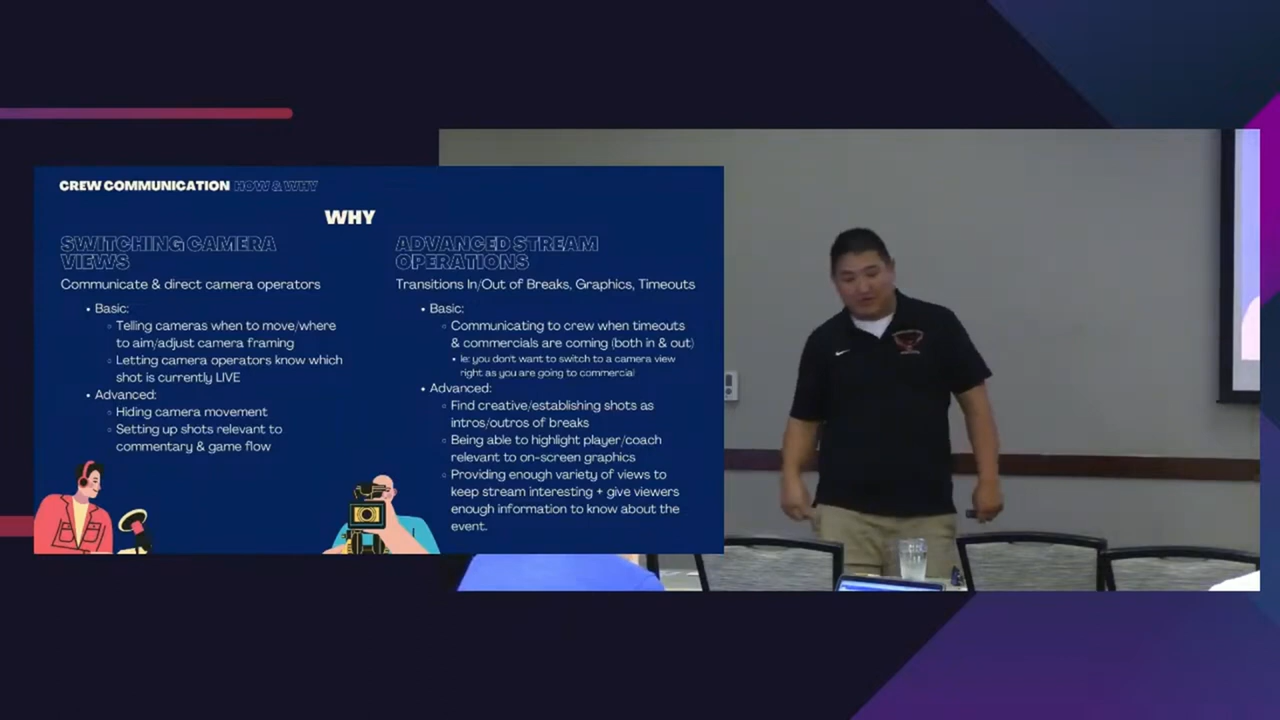 CREW COMMUNICATION HOW & WHY
WHY
SWITCHING CAMERA
VIEWS
Communicate & direct camera operators
• Basic:
◦ Telling cameras when to move/where
to aim/adjust camera framing
◦ Letting camera operators know which
shot is currently LIVE
• Advanced:
◦ Hiding camera movement
◦ Setting up shots relevant to
commentary & game flow
ADVANCED STREAM
OPERATIONS
Transitions In/Out of Breaks, Graphics, Timeouts
• Basic:
◦ Communicating to crew when timeouts
& commercials are coming (both in & out)
▪ ie: you don't want to switch to a camera view
right as you are going to commercial
• Advanced:
◦ Find creative/establishing shots as
intros/outros of breaks
◦ Being able to highlight player/coach
relevant to on-screen graphics
◦ Providing enough variety of views to
keep stream interesting + give viewers
enough information to know about the
event.